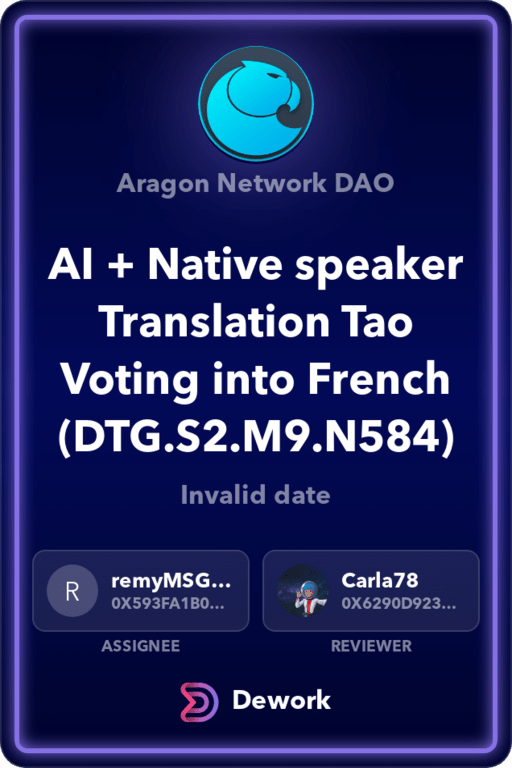 Aragon Network DAO
AI + Native speaker
Translation Tao
Voting into French
(DTG.S2.M9.N584)
Invalid date
R
remyMSG...
0X593FA1B0...
ASSIGNEE
Carla78
0X6290D923...
REVIEWER
Dework